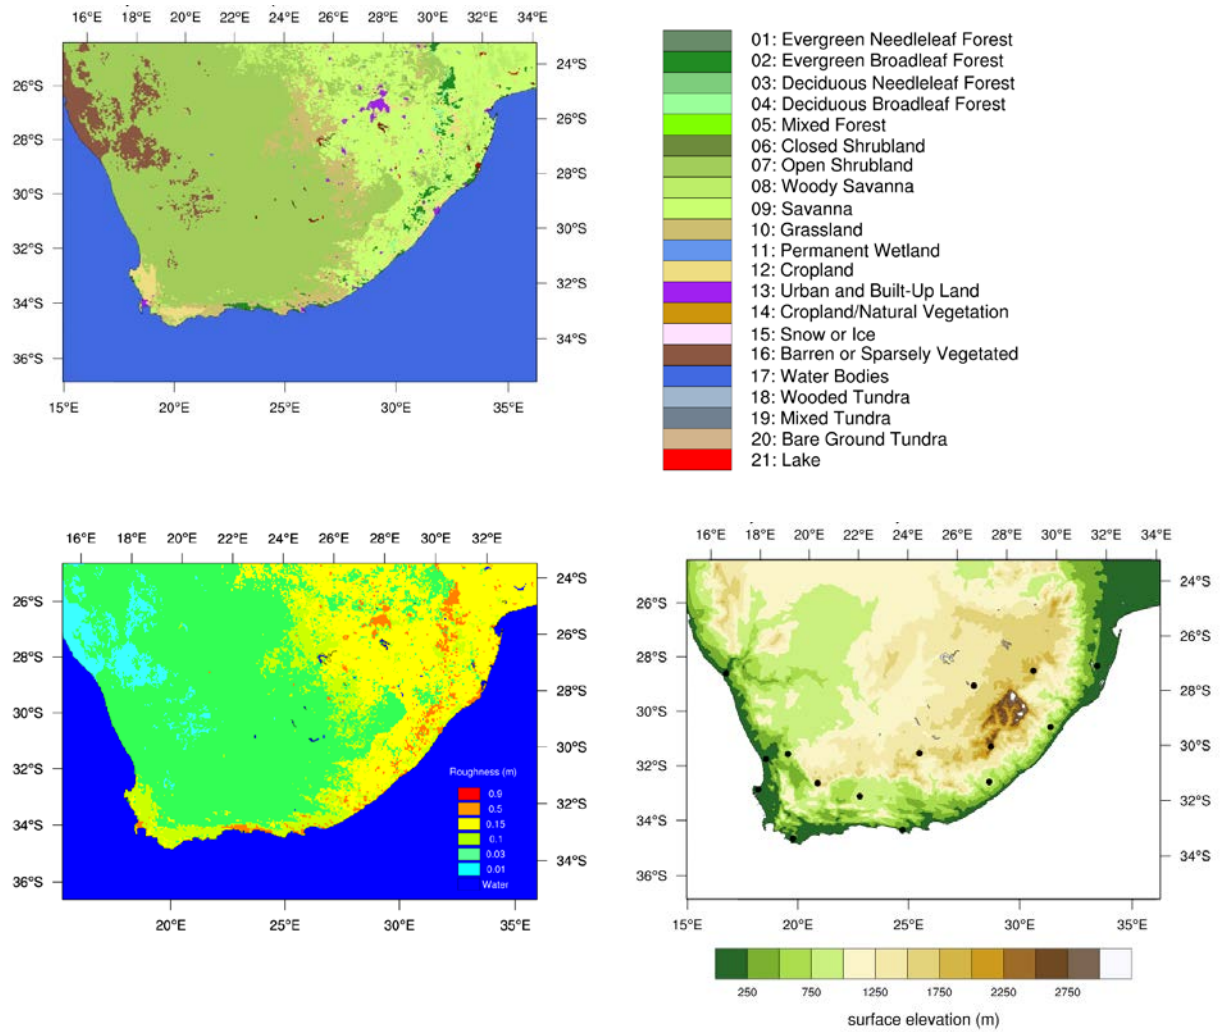 16°E 18°E 20°E 22°E 24°E 26°E 28°E 30°E 32°E 34°E
26°S
28°S
30°S
32°S
34°S
36°S
24°S
26°S
28°S
30°S
32°S
34°S
15°E 20°E 25°E 30°E 35°E
01: Evergreen Needleleaf Forest
02: Evergreen Broadleaf Forest
03: Deciduous Needleleaf Forest
04: Deciduous Broadleaf Forest
05: Mixed Forest
06: Closed Shrubland
07: Open Shrubland
08: Woody Savanna
09: Savanna
10: Grassland
11: Permanent Wetland
12: Cropland
13: Urban and Built-Up Land
14: Cropland/Natural Vegetation
15: Snow or Ice
16: Barren or Sparsely Vegetated
17: Water Bodies
18: Wooded Tundra
19: Mixed Tundra
20: Bare Ground Tundra
21: Lake
16°E 18°E 20°E 22°E 24°E 26°E 28°E 30°E 32°E
26°S
28°S
30°S
32°S
34°S
36°S
24°S
26°S
28°S
30°S
32°S
34°S
Roughness (m)
0.9
0.5
0.15
0.1
0.03
0.01
Water
20°E 25°E 30°E 35°E
16°E 18°E 20°E 22°E 24°E 26°E 28°E 30°E 32°E 34°E
26°S
28°S
30°S
32°S
34°S
36°S
24°S
26°S
28°S
30°S
32°S
34°S
15°E 20°E 25°E 30°E 35°E
250 750 1250 1750 2250 2750
surface elevation (m)